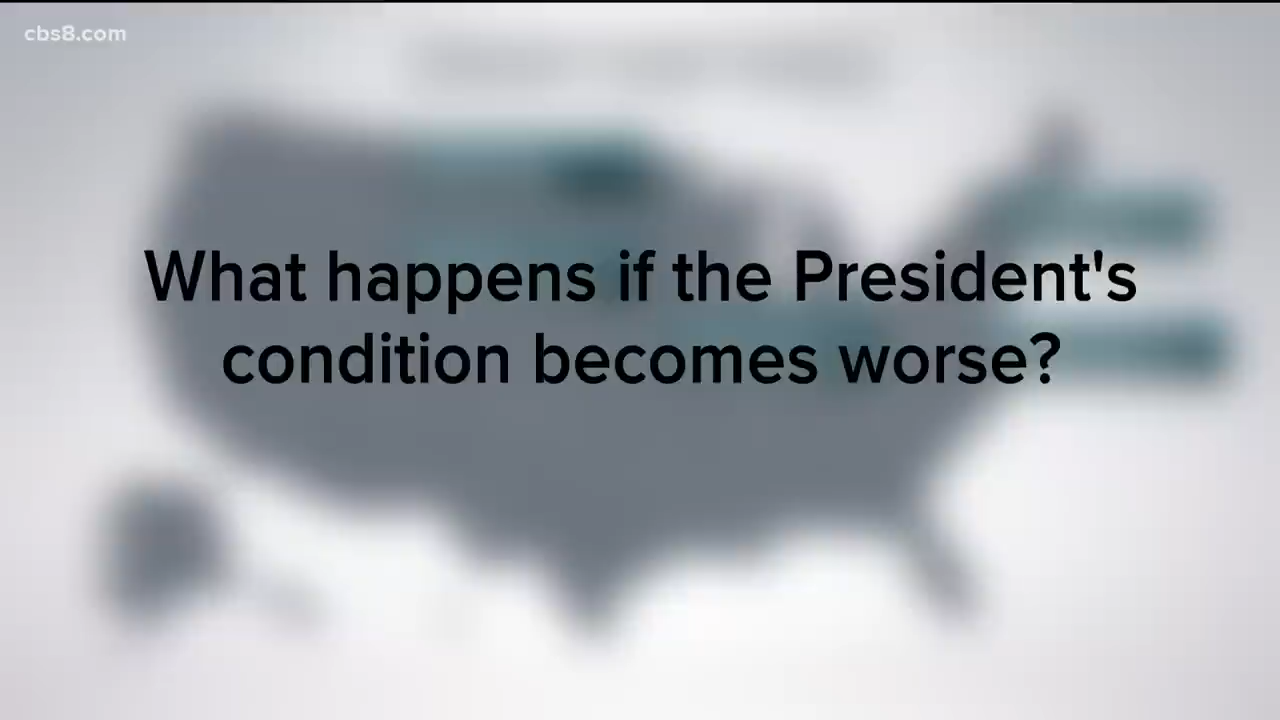 cbs8.com
What happens if the President's
condition becomes worse?